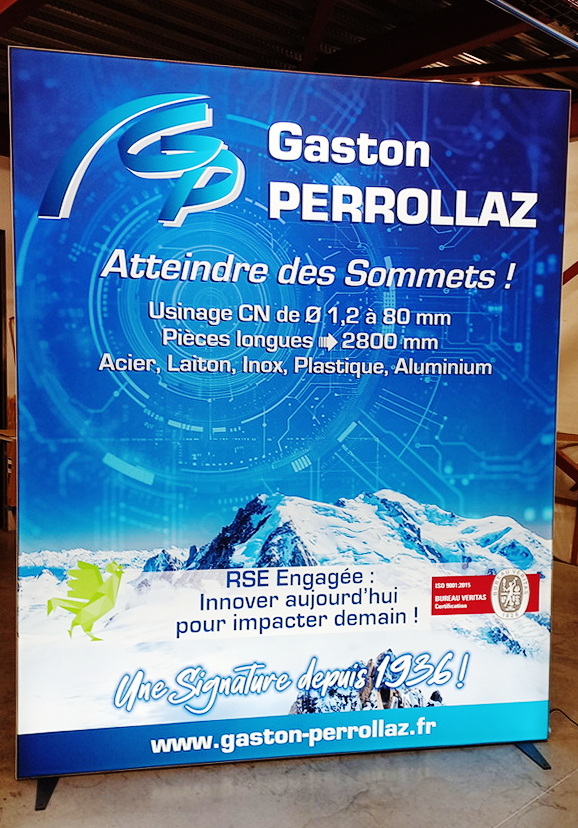 GP
Gaston
PERROLLAZ
Atteindre des Sommets !
Usinage CN de Ø 1,2 à 80 mm
Pièces longues ➡ 2800 mm
Acier, Laiton, Inox, Plastique, Aluminium
RSE Engagée :
Innover aujourd'hui
pour impacter demain !
ISO 9001:2015
BUREAU VERITAS
Certification
Une Signature depuis 1936 !
www.gaston-perrollaz.fr